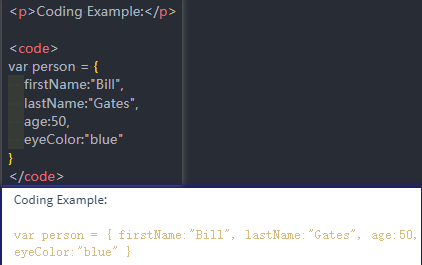 <p>Coding Example:</p>
<code>
var person = {
firstName:"Bill",
lastName:"Gates",
age:50,
eyeColor:"blue"
}
</code>
Coding Example:
var person = { firstName:"Bill", lastName:"Gates", age:50,
eyeColor:"blue" }